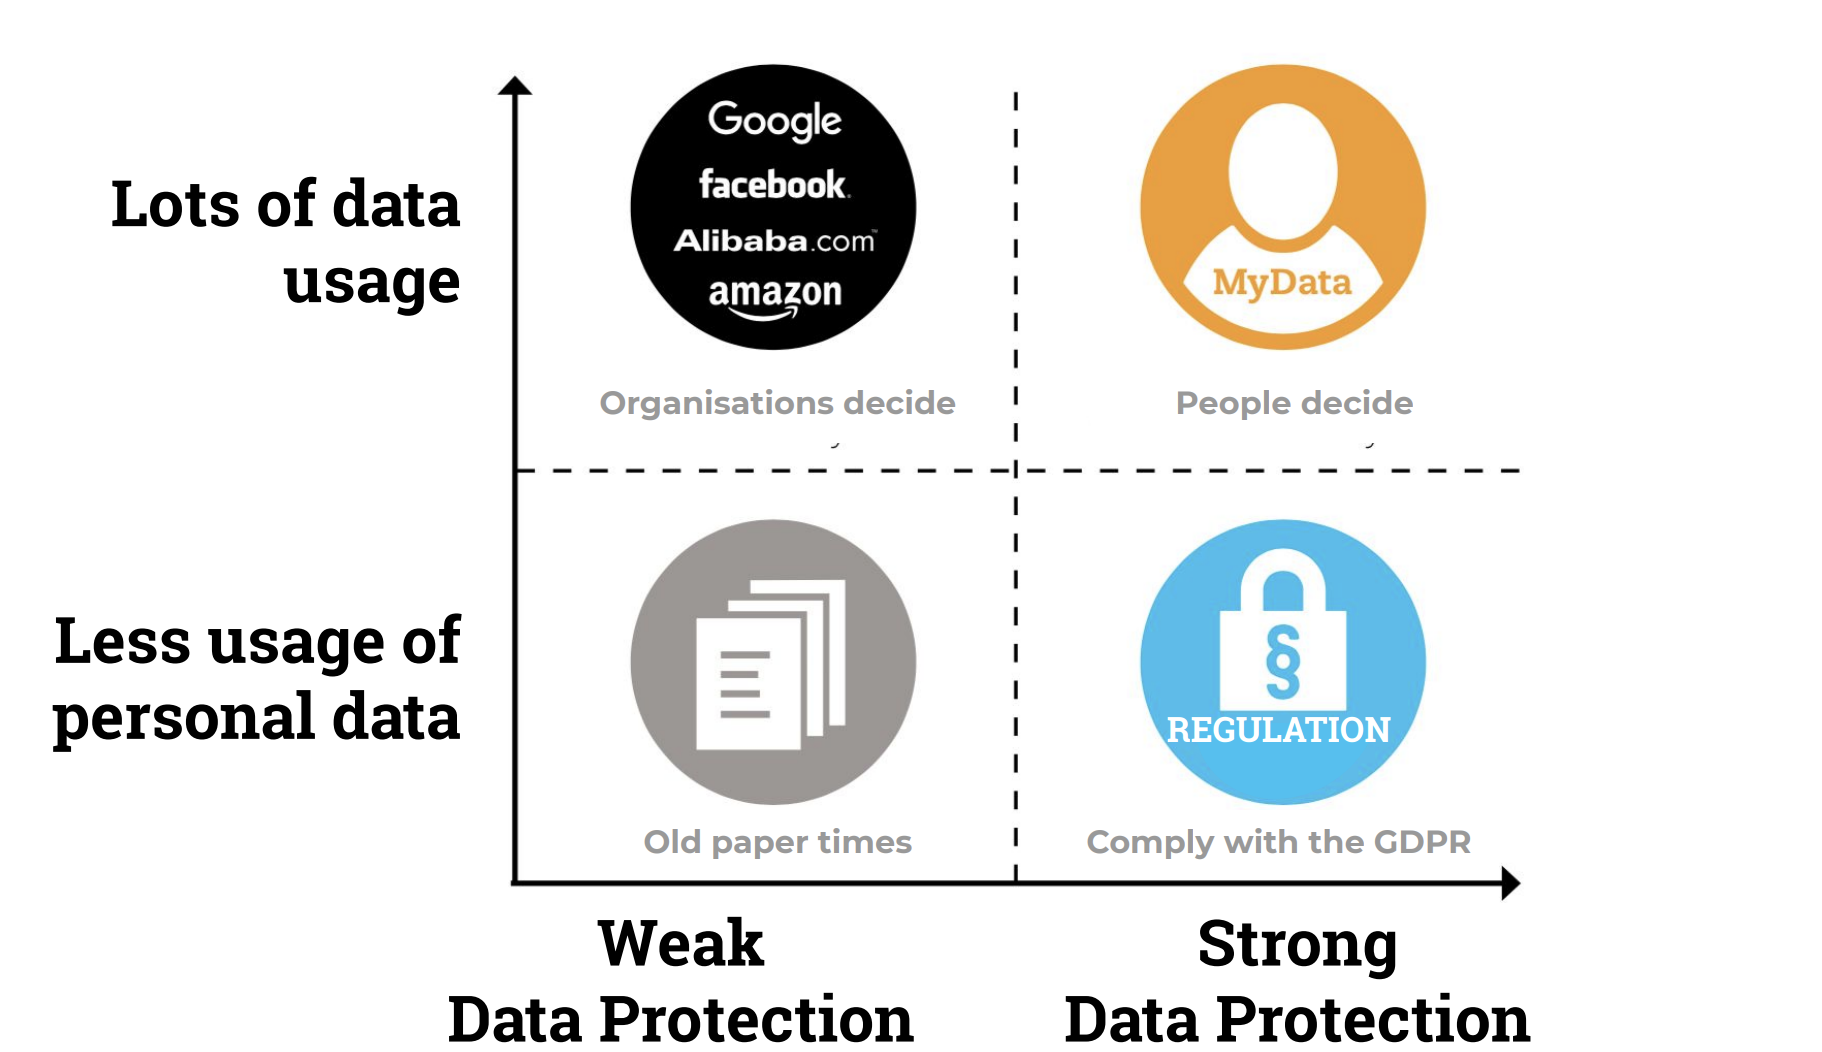 Google
facebook
Alibaba.com™
amazon
MyData
Lots of data
usage
Organisations decide
People decide
§
REGULATION
Less usage of
personal data
Old paper times
Comply with the GDPR
Weak
Data Protection
Strong
Data Protection